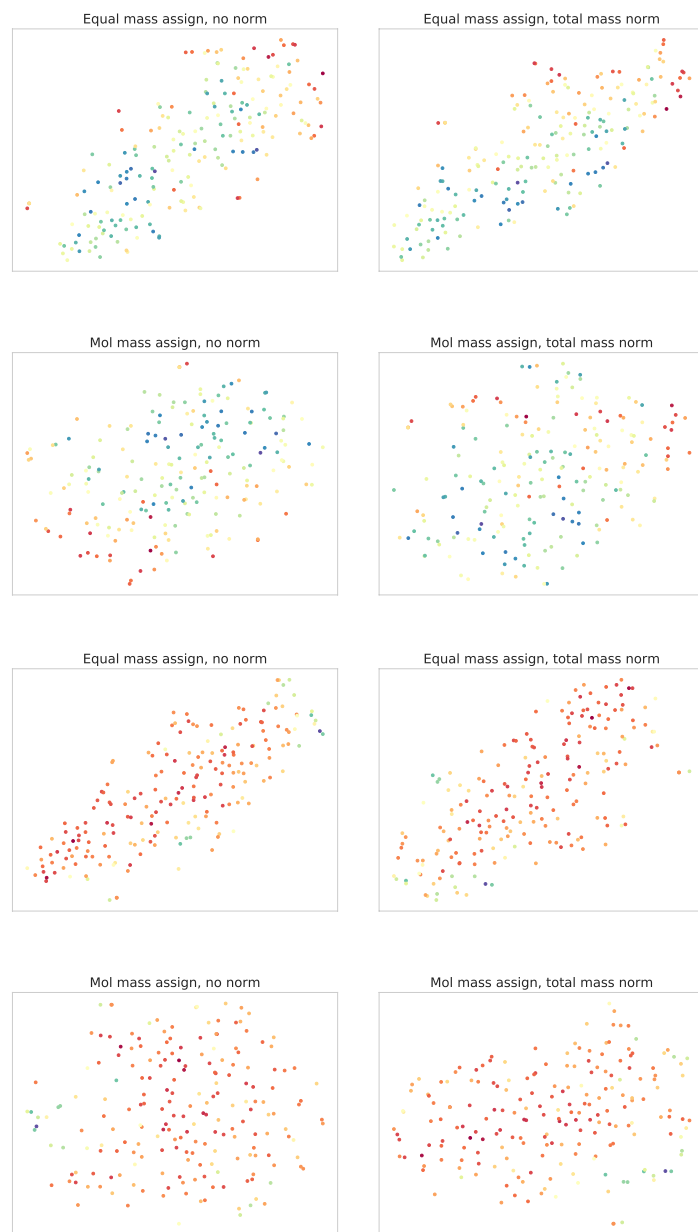 Equal mass assign, no norm
Equal mass assign, total mass norm
Mol mass assign, no norm
Mol mass assign, total mass norm
Equal mass assign, no norm
Equal mass assign, total mass norm
Mol mass assign, no norm
Mol mass assign, total mass norm